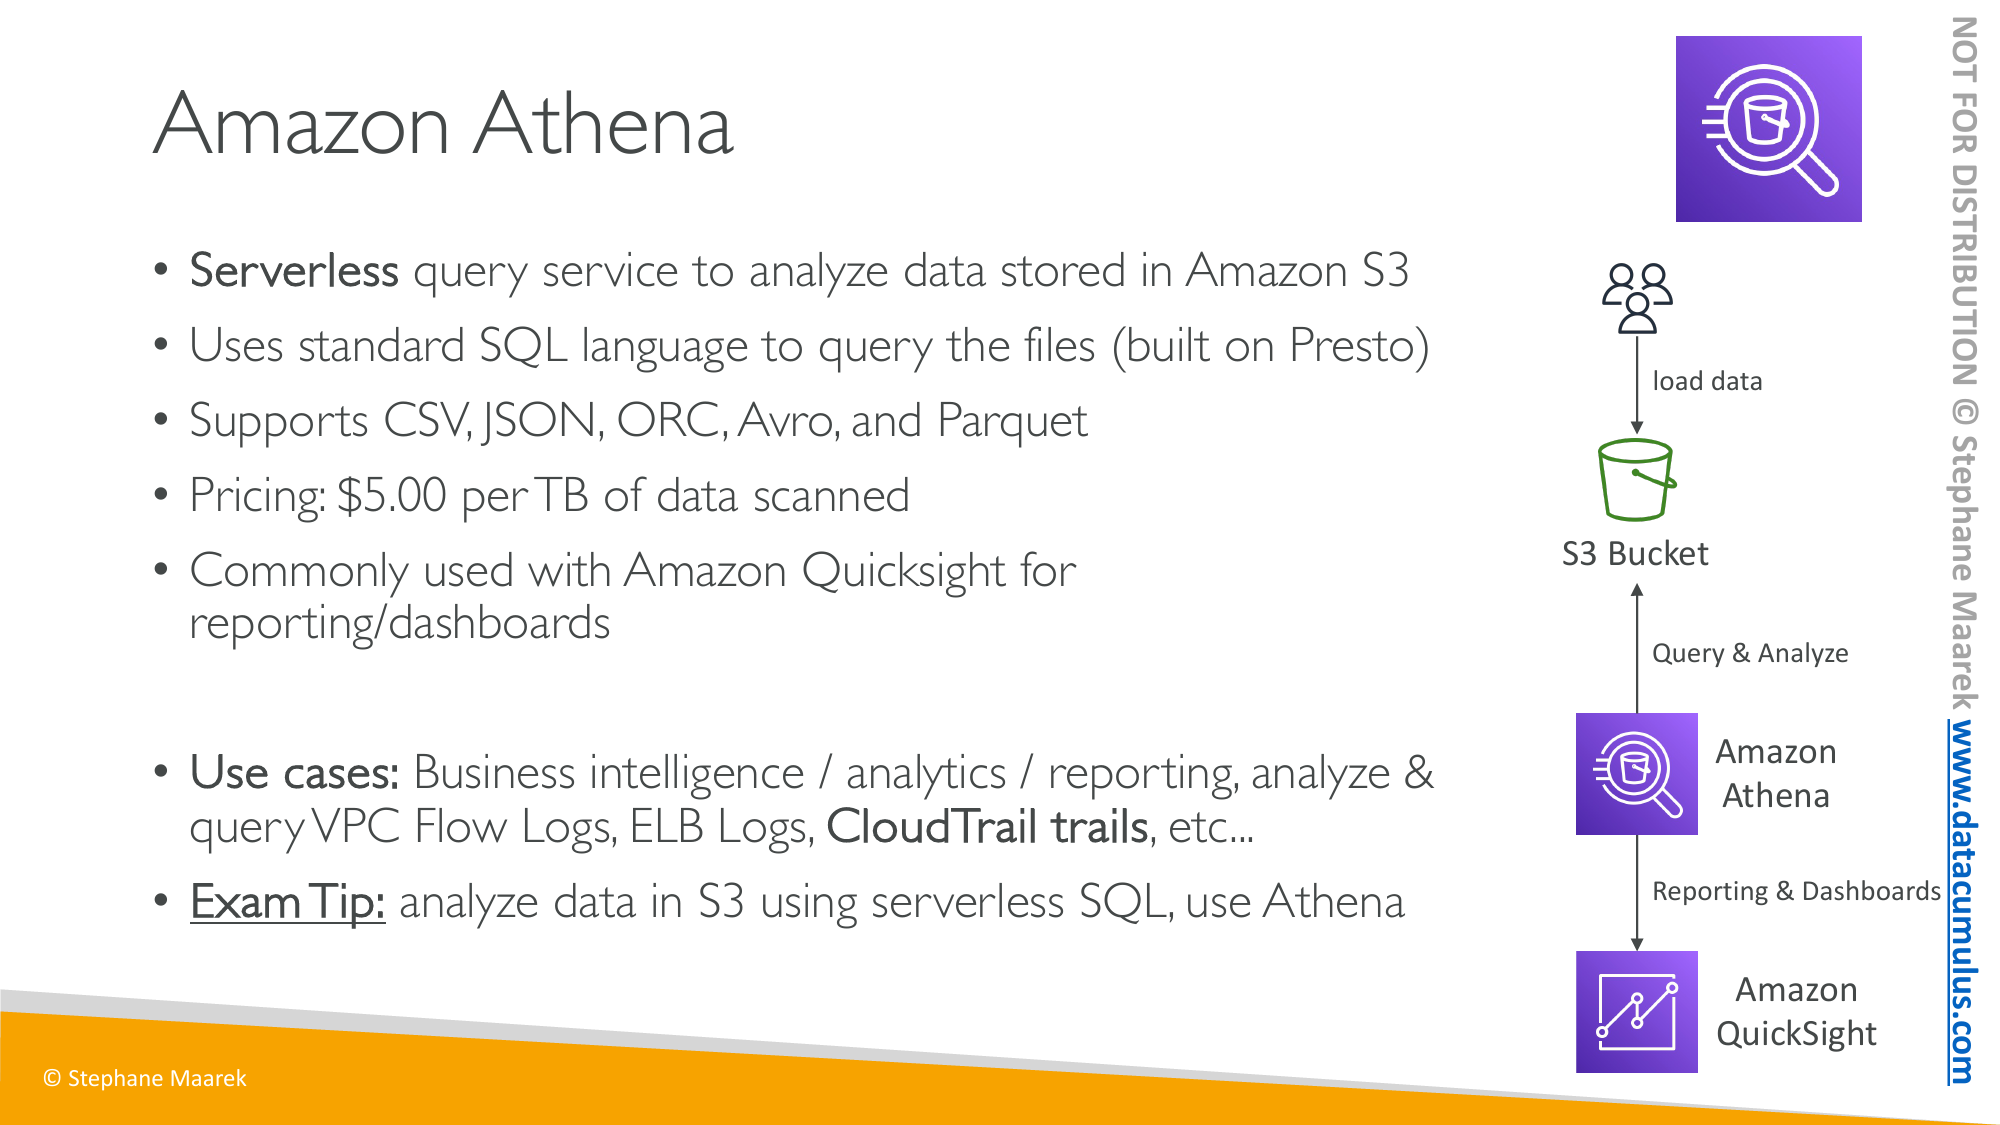 Amazon Athena
• Serverless query service to analyze data stored in Amazon S3
• Uses standard SQL language to query the files (built on Presto)
• Supports CSV, JSON, ORC, Avro, and Parquet
• Pricing: $5.00 per TB of data scanned
• Commonly used with Amazon Quicksight for
reporting/dashboards
• Use cases: Business intelligence / analytics / reporting, analyze &
query VPC Flow Logs, ELB Logs, CloudTrail trails, etc...
• Exam Tip: analyze data in S3 using serverless SQL, use Athena
load data
S3 Bucket
Query & Analyze
Amazon
Athena
Reporting & Dashboards
Amazon
QuickSight
NOT FOR DISTRIBUTION © Stephane Maarek www.datacumulus.com
© Stephane Maarek